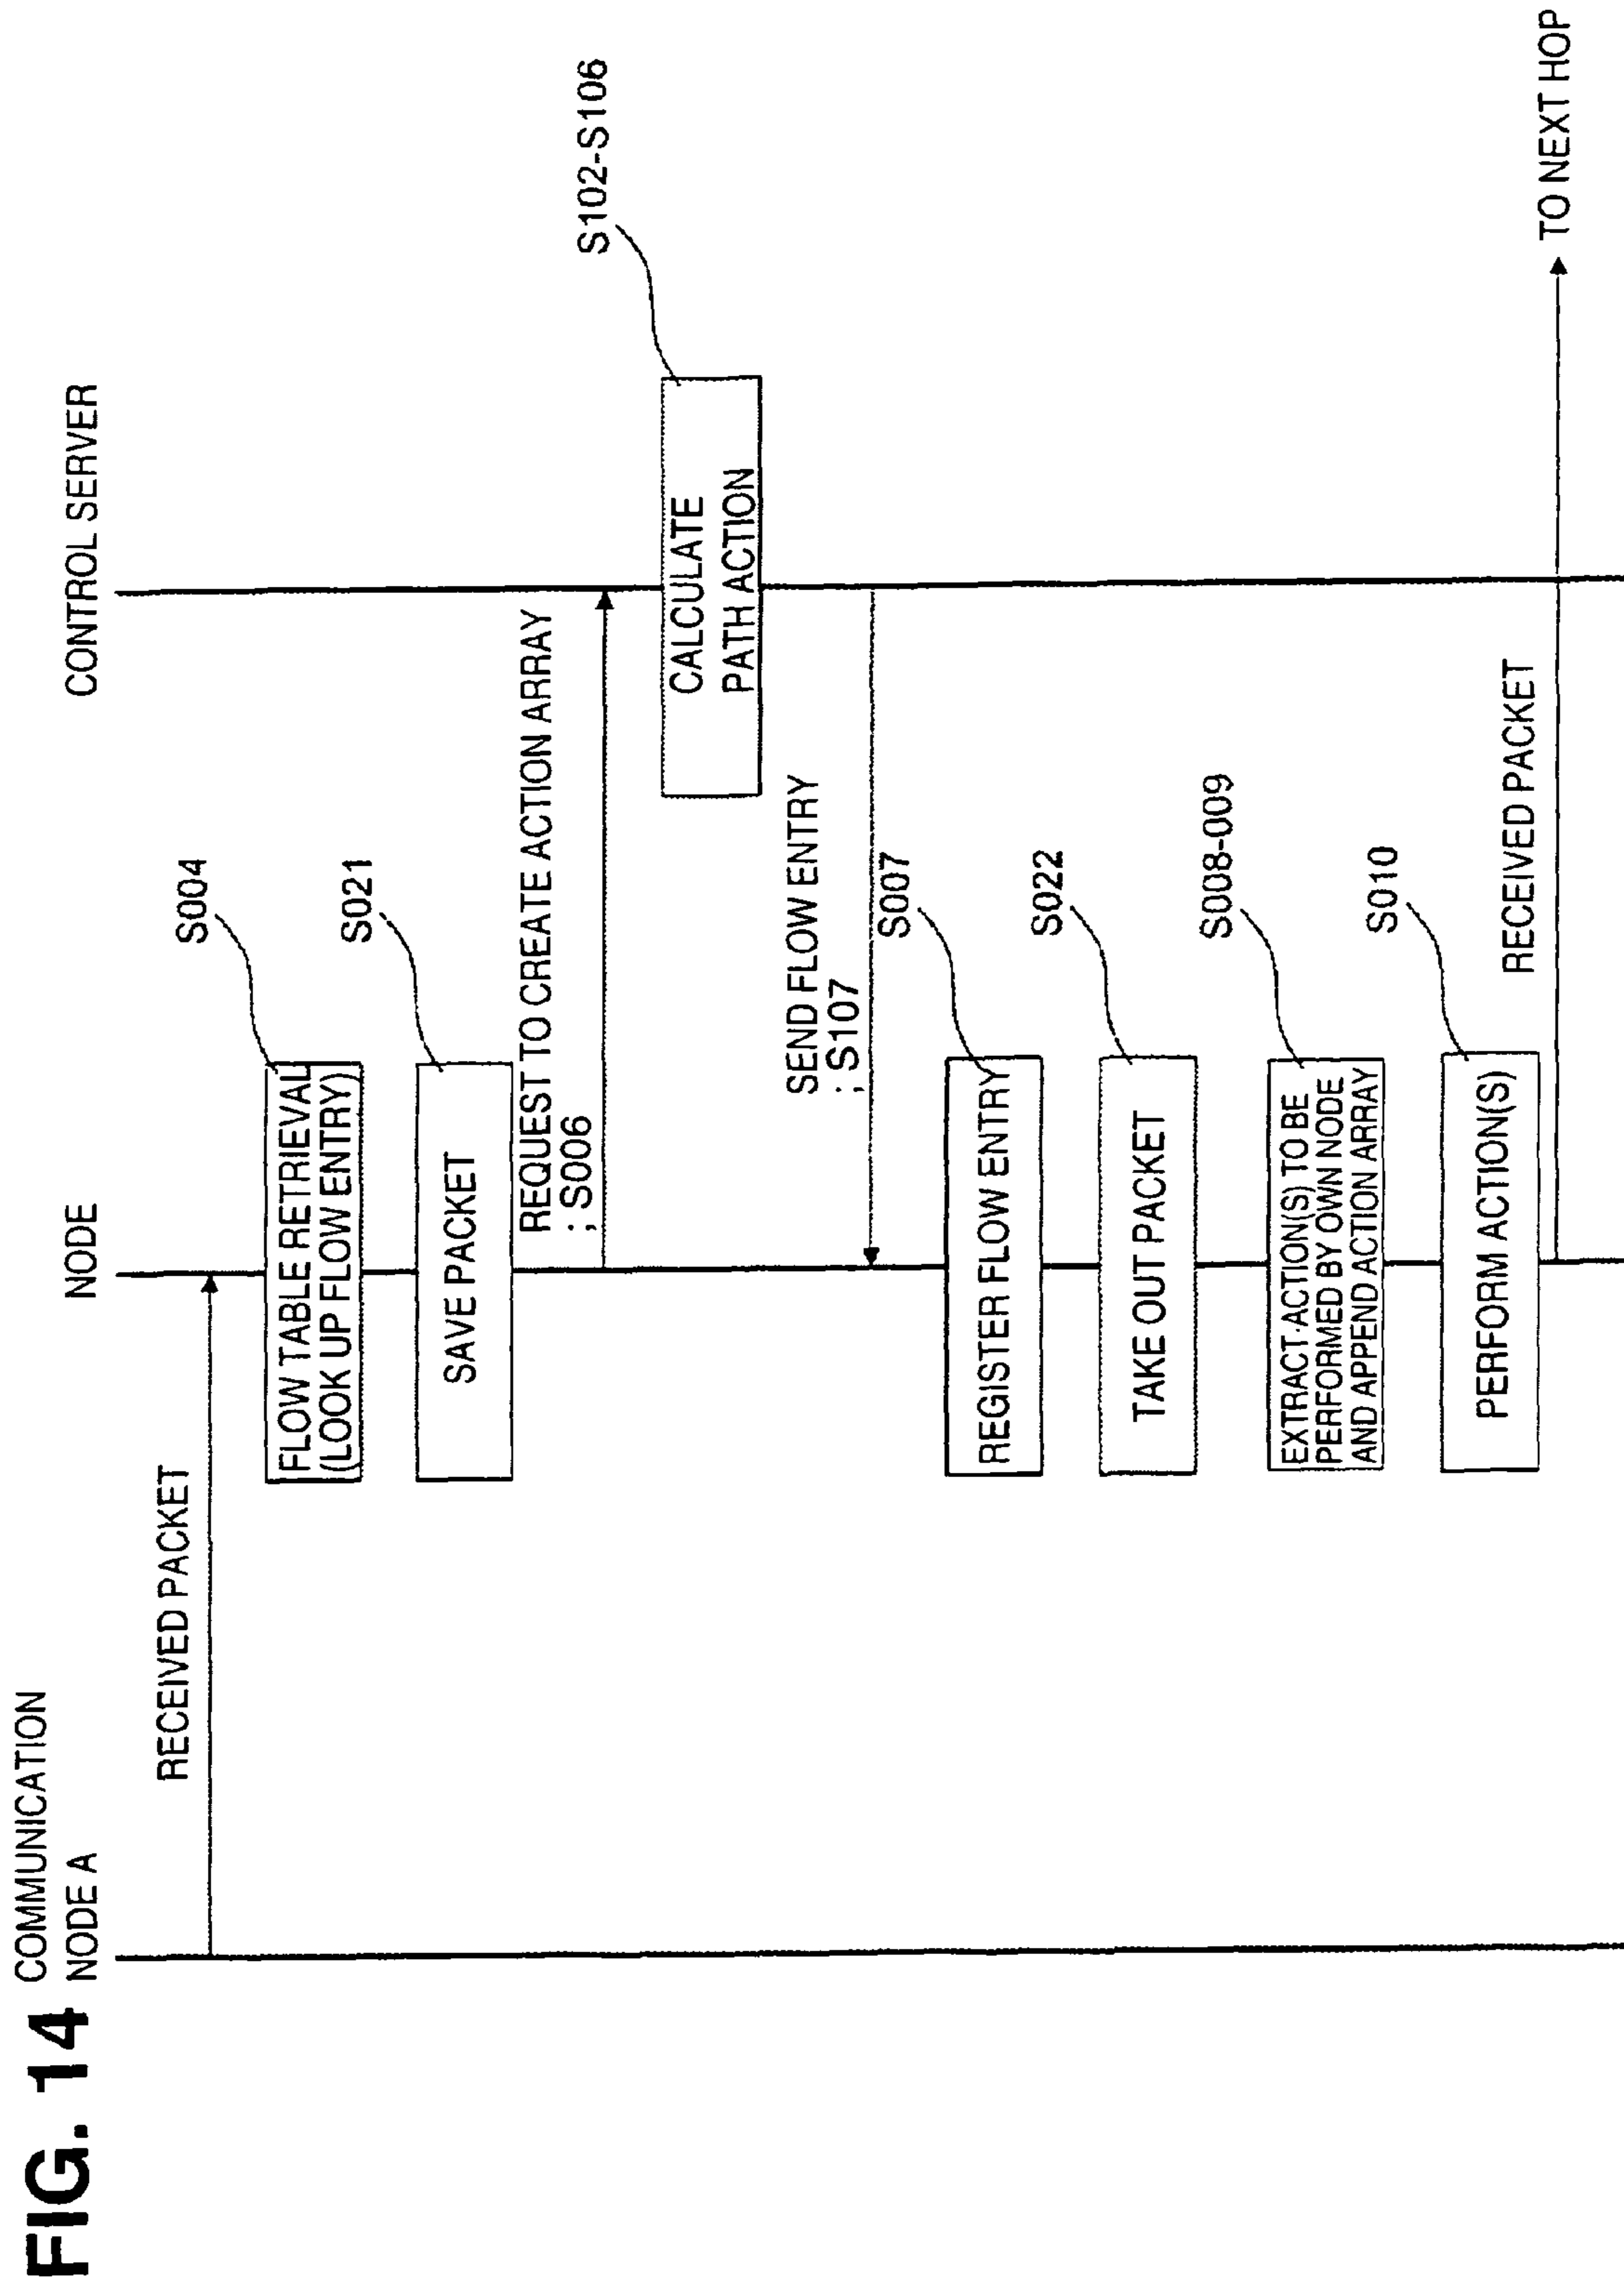 FIG. 14
COMMUNICATION
NODE A
NODE
CONTROL SERVER
RECEIVED PACKET
FLOW TABLE RETRIEVAL
(LOOK UP FLOW ENTRY)
S004
SAVE PACKET
S021
REQUEST TO CREATE ACTION ARRAY
; S006
CALCULATE
PATH ACTION
S102-S106
SEND FLOW ENTRY
; S107
REGISTER FLOW ENTRY
S007
TAKE OUT PACKET
S022
EXTRACT ACTION(S) TO BE
PERFORMED BY OWN NODE
AND APPEND ACTION ARRAY
S008-009
PERFORM ACTION(S)
S010
RECEIVED PACKET
TO NEXT HOP